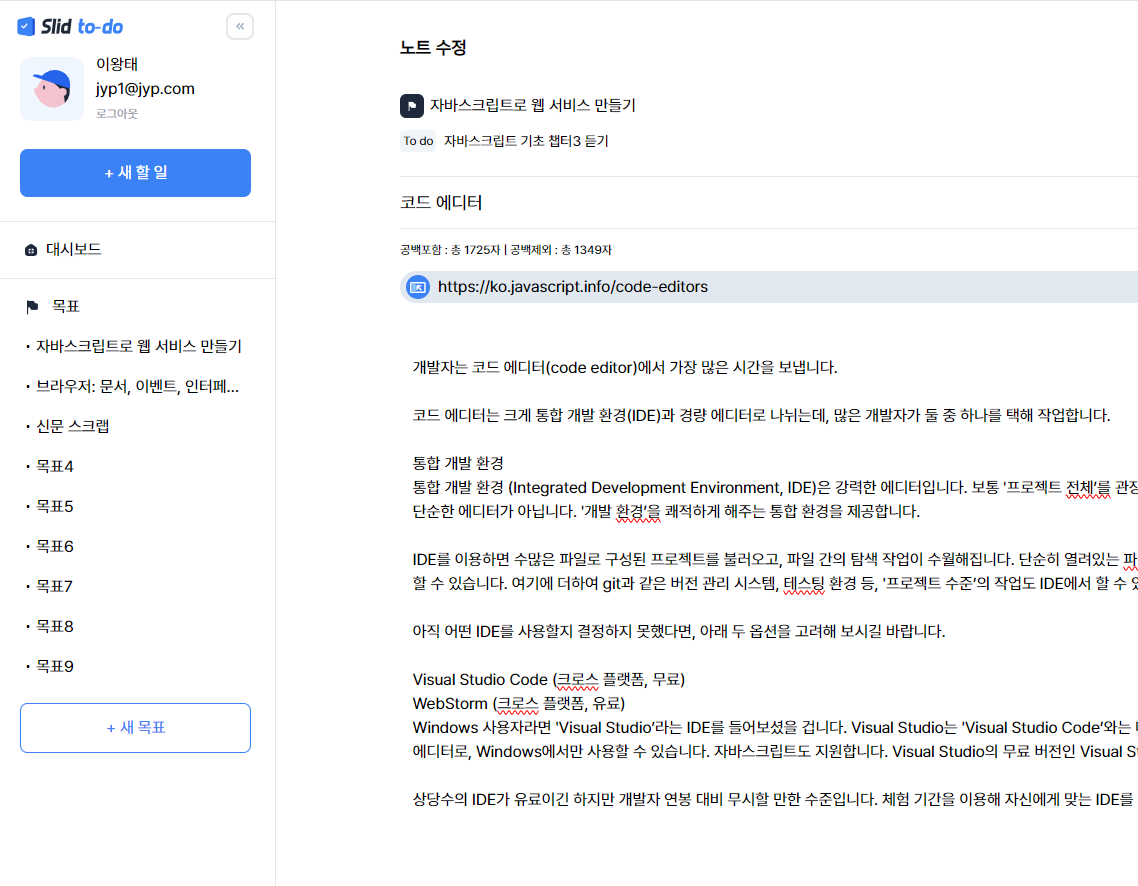 Slid to-do
이왕태
jyp1@jyp.com
로그아웃
+ 새 할 일
대시보드
목표
· 자바스크립트로 웹 서비스 만들기
· 브라우저: 문서, 이벤트, 인터페...
· 신문 스크랩
· 목표4
· 목표5
· 목표6
· 목표7
· 목표8
· 목표9
+ 새 목표
노트 수정
자바스크립트로 웹 서비스 만들기
To do 자바스크립트 기초 챕터3 듣기
코드 에디터
공백포함 : 총 1725자 | 공백제외 : 총 1349자
https://ko.javascript.info/code-editors
개발자는 코드 에디터(code editor)에서 가장 많은 시간을 보냅니다.
코드 에디터는 크게 통합 개발 환경(IDE)과 경량 에디터로 나뉘는데, 많은 개발자가 둘 중 하나를 택해 작업합니다.
통합 개발 환경
통합 개발 환경 (Integrated Development Environment, IDE)은 강력한 에디터입니다. 보통 '프로젝트 전체’를 관장
단순한 에디터가 아닙니다. '개발 환경’을 쾌적하게 해주는 통합 환경을 제공합니다.
IDE를 이용하면 수많은 파일로 구성된 프로젝트를 불러오고, 파일 간의 탐색 작업이 수월해집니다. 단순히 열려있는 파
할 수 있습니다. 여기에 더하여 git과 같은 버전 관리 시스템, 테스팅 환경 등, '프로젝트 수준’의 작업도 IDE에서 할 수 있
아직 어떤 IDE를 사용할지 결정하지 못했다면, 아래 두 옵션을 고려해 보시길 바랍니다.
Visual Studio Code (크로스 플랫폼, 무료)
WebStorm (크로스 플랫폼, 유료)
Windows 사용자라면 'Visual Studio’라는 IDE를 들어보셨을 겁니다. Visual Studio는 'Visual Studio Code’와는
에디터로, Windows에서만 사용할 수 있습니다. 자바스크립트도 지원합니다. Visual Studio의 무료 버전인 Visual
상당수의 IDE가 유료이긴 하지만 개발자 연봉 대비 무시할 만한 수준입니다. 체험 기간을 이용해 자신에게 맞는 IDE를